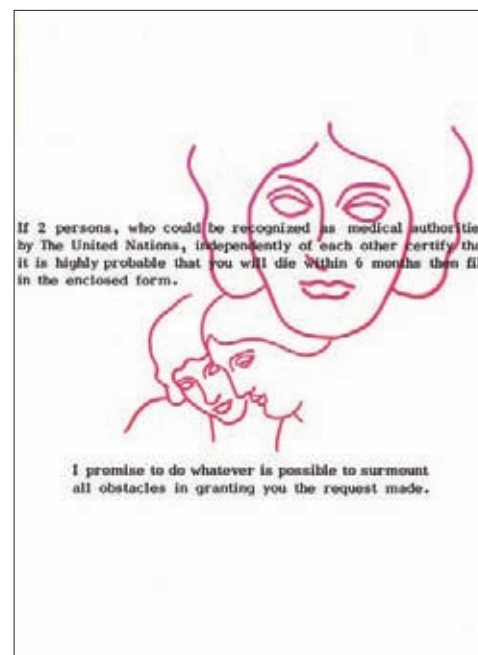 If 2 persons, who could be recognized as medical authoritie
by The United Nations, independently of each other certify tha
it is highly probable that you will die within 6 months then fil
in the enclosed form.
I promise to do whatever is possible to surmount
all obstacles in granting you the request made.